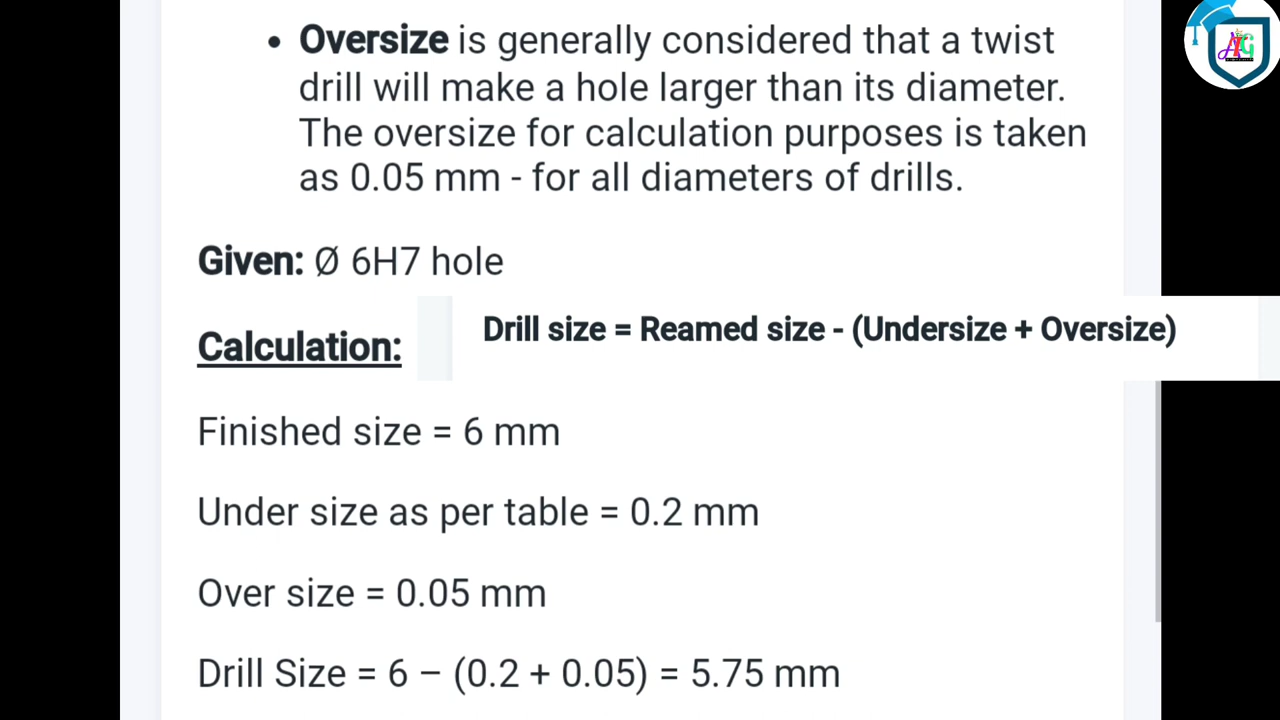 • Oversize is generally considered that a twist
drill will make a hole larger than its diameter.
The oversize for calculation purposes is taken
as 0.05 mm - for all diameters of drills.
Given: Ø 6H7 hole
Drill size = Reamed size - (Undersize + Oversize)
Calculation:
Finished size = 6 mm
Under size as per table = 0.2 mm
Over size = 0.05 mm
Drill Size = 6 – (0.2 + 0.05) = 5.75 mm